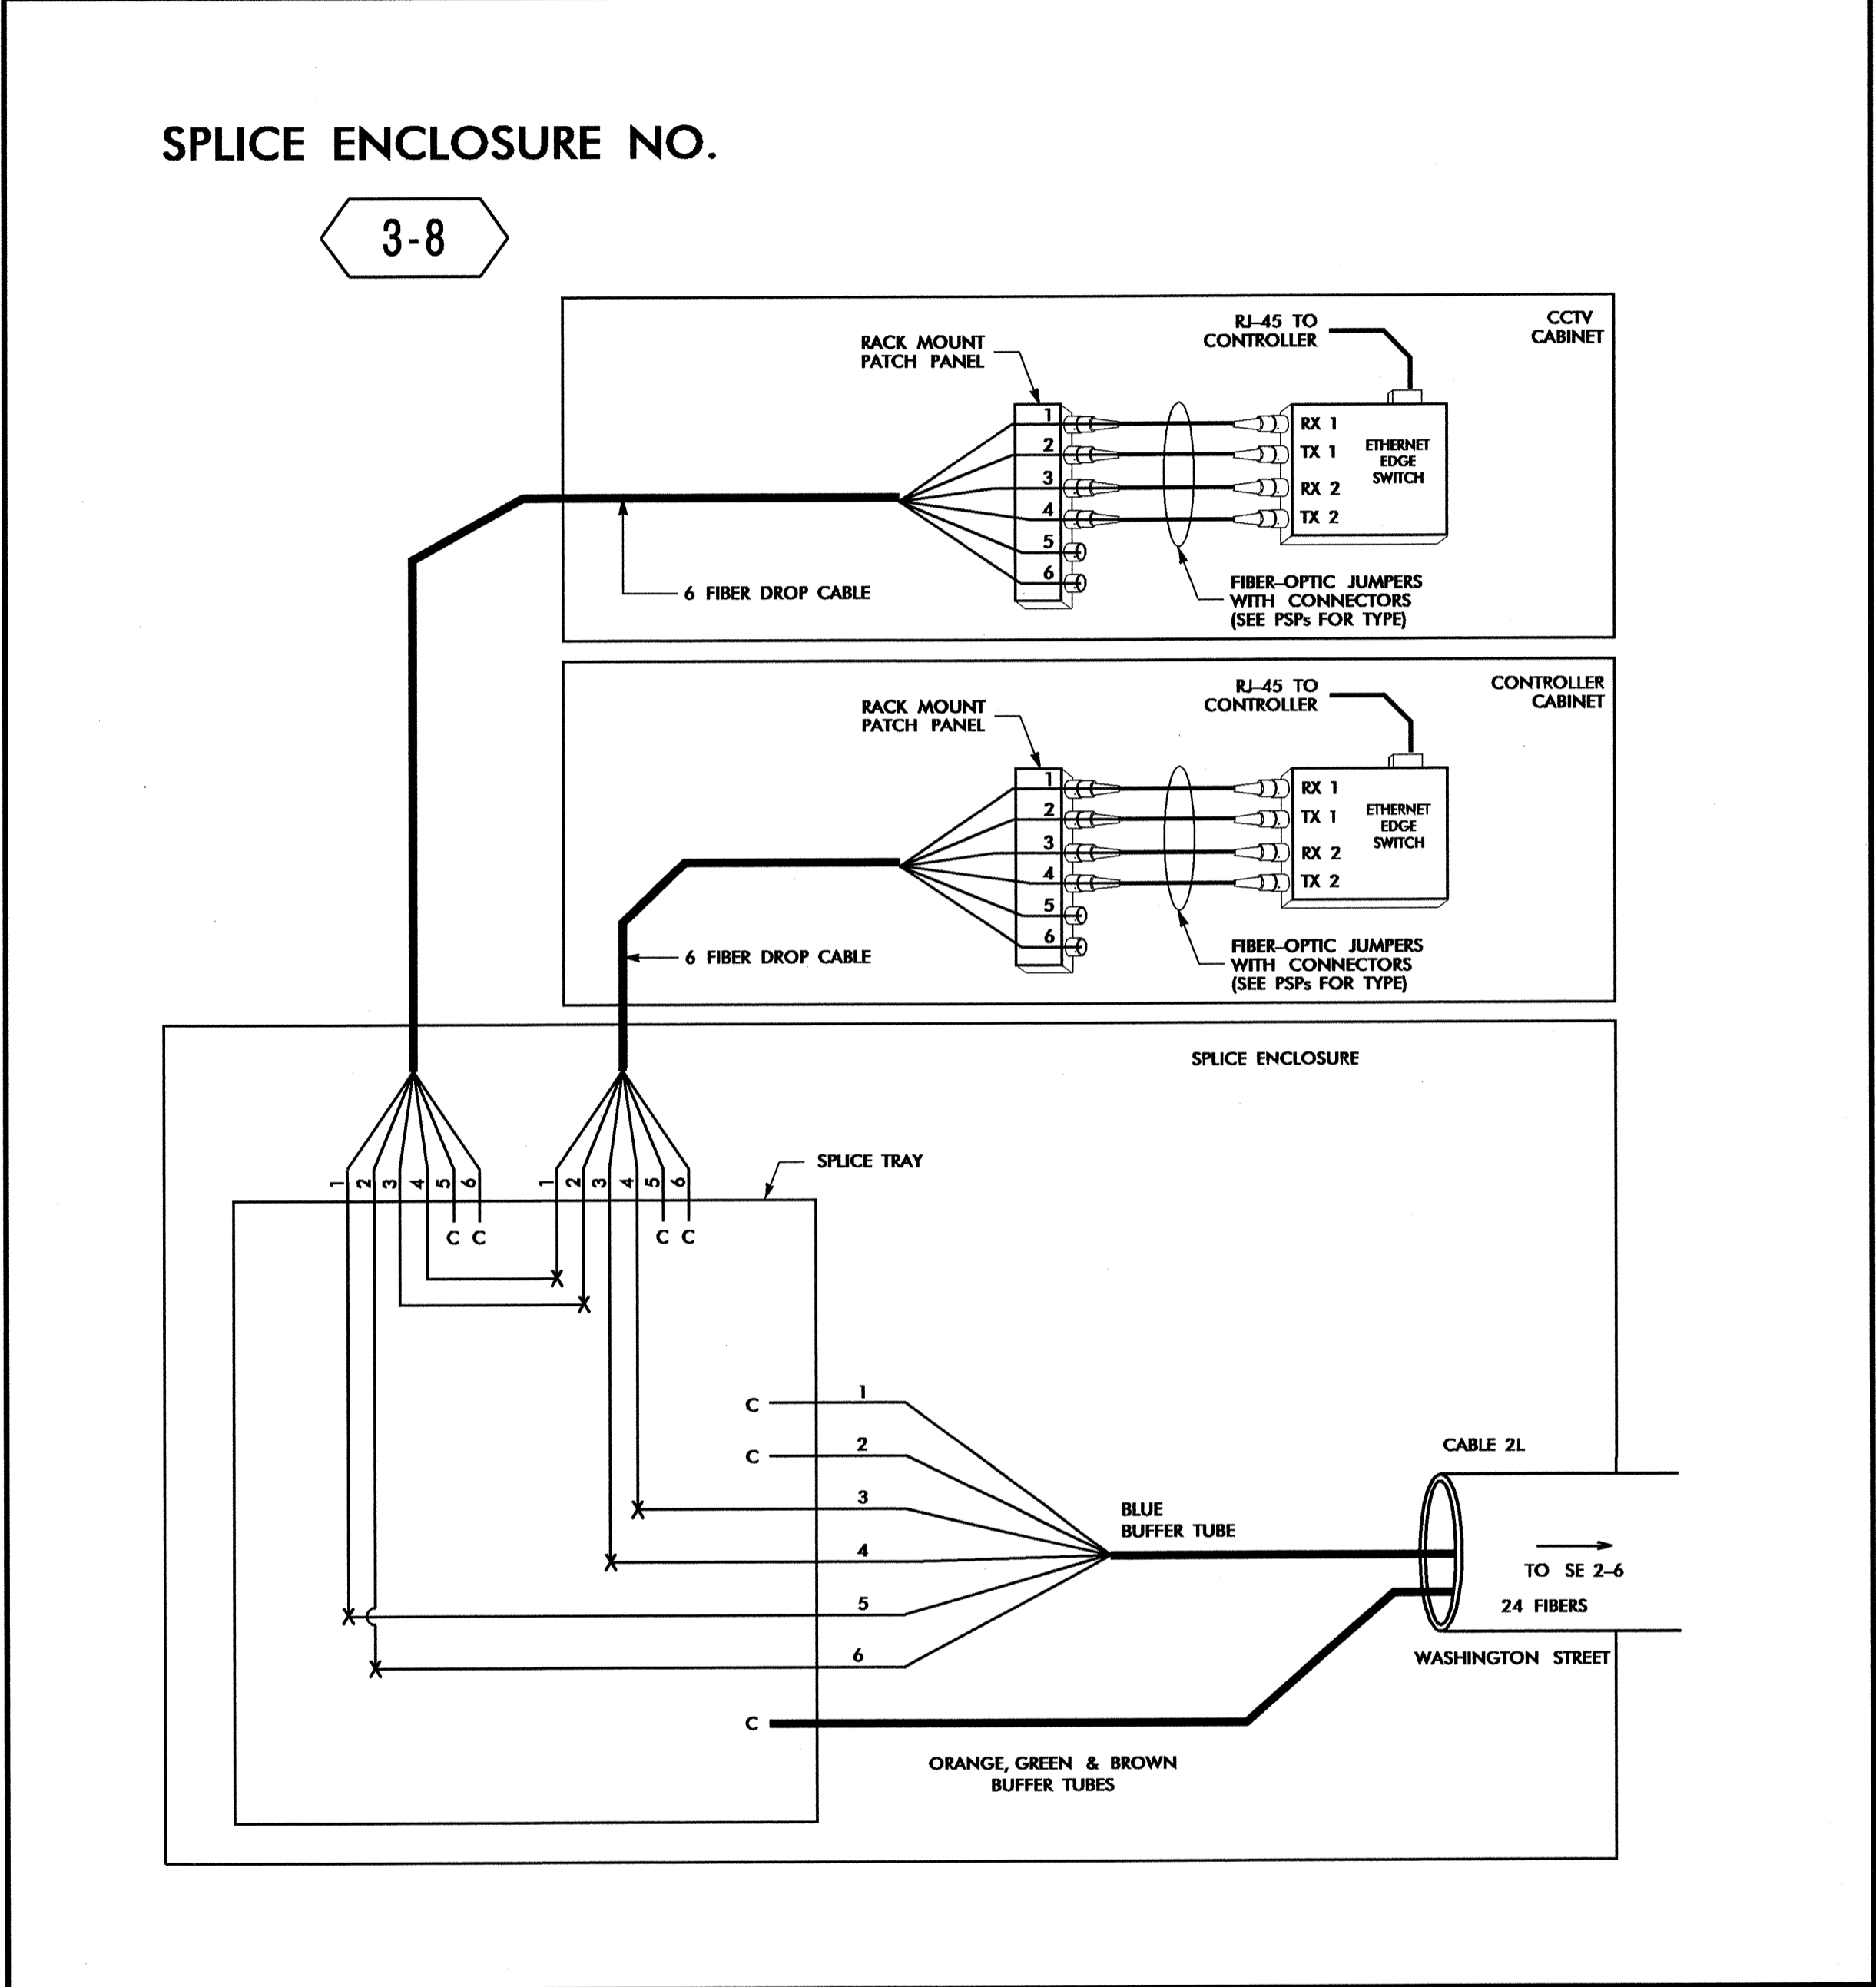 SPLICE ENCLOSURE NO.
3-8
CCTV
CABINET
RJ-45 TO
CONTROLLER
RACK MOUNT
PATCH PANEL
1
2
3
4
5
6
RX 1
TX 1
RX 2
TX 2
ETHERNET
EDGE
SWITCH
6 FIBER DROP CABLE
FIBER-OPTIC JUMPERS
WITH CONNECTORS
(SEE PSPs FOR TYPE)
CONTROLLER
CABINET
RJ-45 TO
CONTROLLER
RACK MOUNT
PATCH PANEL
1
2
3
4
5
6
RX 1
TX 1
RX 2
TX 2
ETHERNET
EDGE
SWITCH
6 FIBER DROP CABLE
FIBER-OPTIC JUMPERS
WITH CONNECTORS
(SEE PSPs FOR TYPE)
SPLICE ENCLOSURE
SPLICE TRAY
1 2 3 4 5 6
1 2 3 4 5 6
C C
C C
C 1
C 2
3
4
5
6
BLUE
BUFFER TUBE
CABLE 2L
TO SE 2-6
24 FIBERS
WASHINGTON STREET
C
ORANGE, GREEN & BROWN
BUFFER TUBES